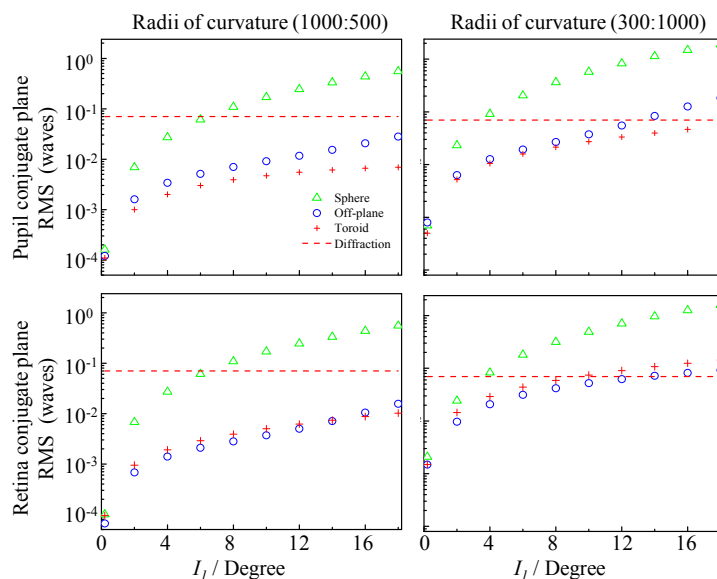 Radii of curvature (1000:500)
Radii of curvature (300:1000)
Pupil conjugate plane
RMS (waves)
10^0
10^-1
10^-2
10^-3
10^-4
Sphere
Off-plane
Toroid
Diffraction
Retina conjugate plane
RMS (waves)
10^0
10^-1
10^-2
10^-3
10^-4
0 4 8 12 16
0 4 8 12 16
I_1 / Degree
I_1 / Degree